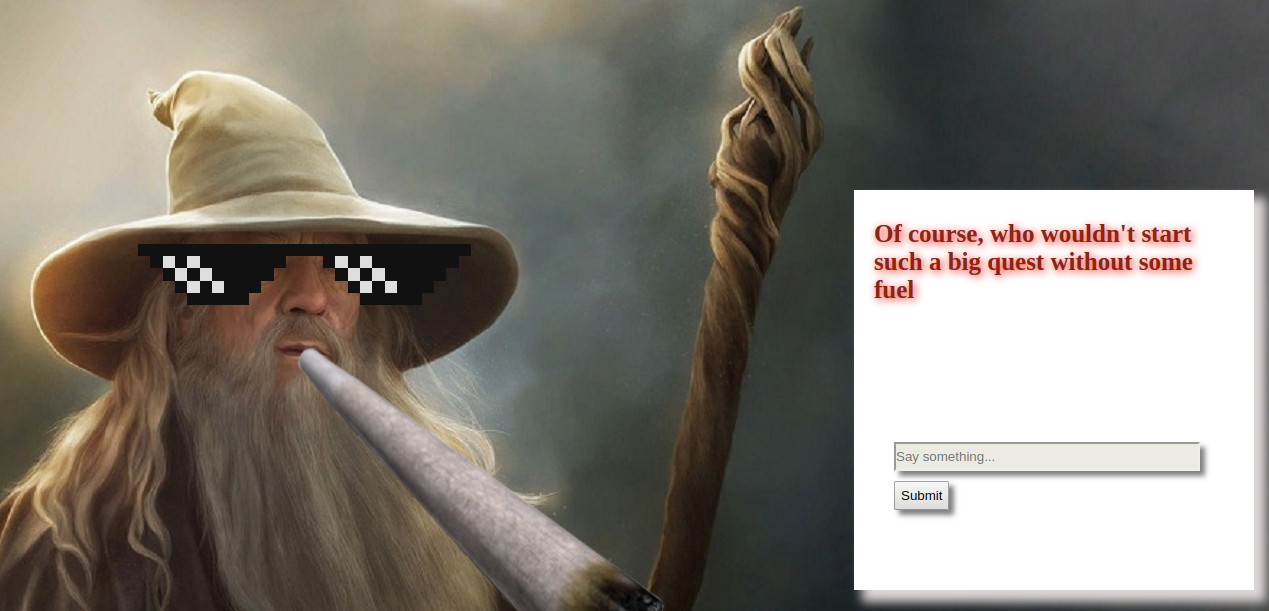 Of course, who wouldn't start
such a big quest without some
fuel
Say something...
Submit